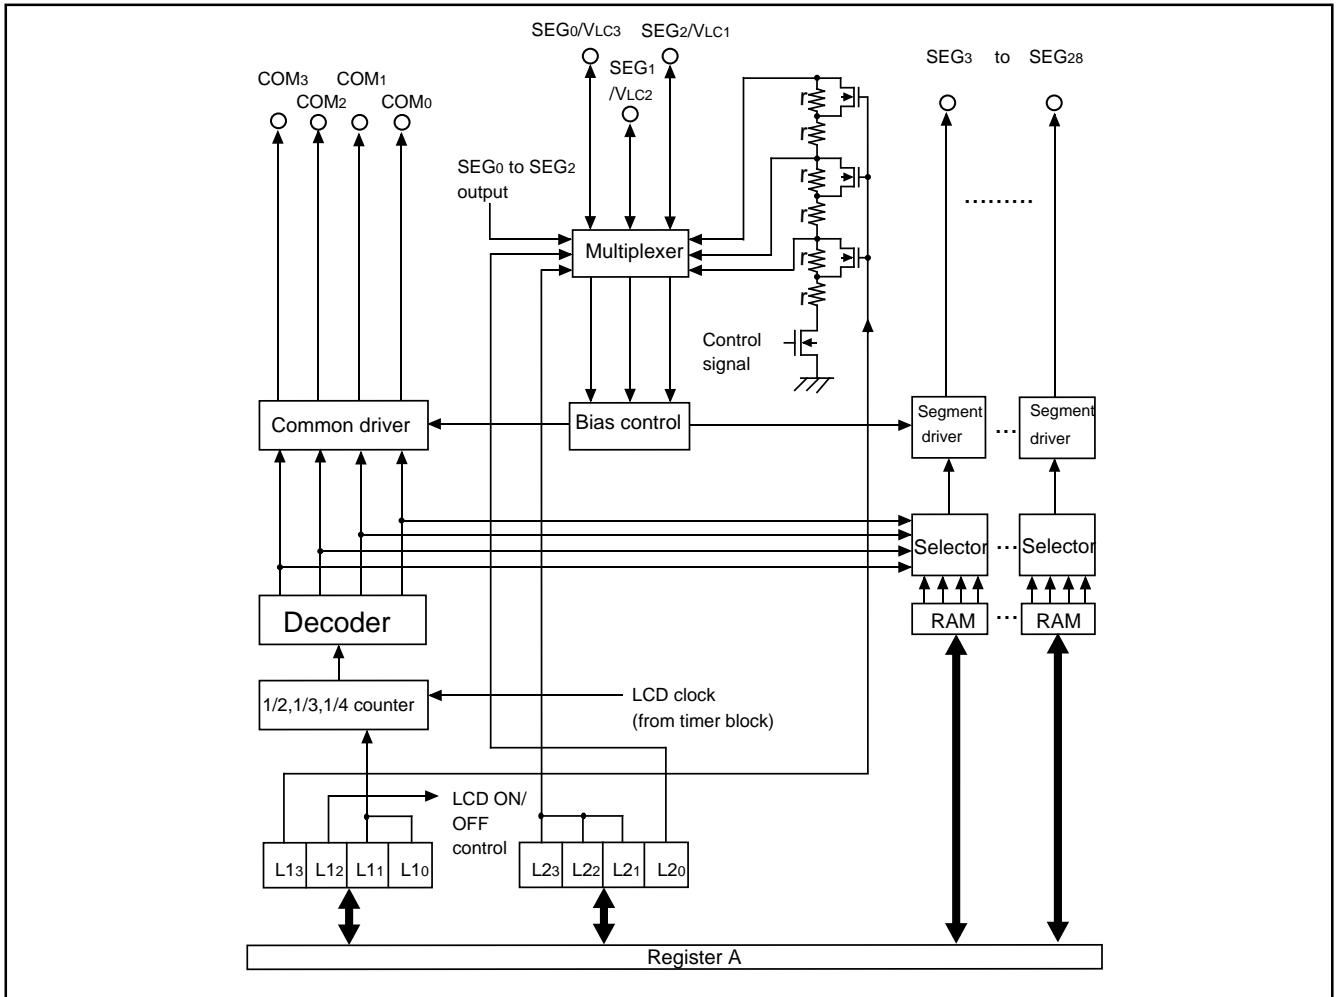 SEG0/VLC3
SEG2/VLC1
SEG1
/VLC2
SEG3 to SEG28
COM3
COM1
COM2
COM0
r
r
r
r
r
r
SEG0 to SEG2
output
.........
Multiplexer
Control
signal
Common driver
Bias control
Segment
driver
...
Segment
driver
Selector
...
Selector
Decoder
RAM
...
RAM
1/2,1/3,1/4 counter
LCD clock
(from timer block)
LCD ON/
OFF
control
L13
L12
L11
L10
L23
L22
L21
L20
Register A